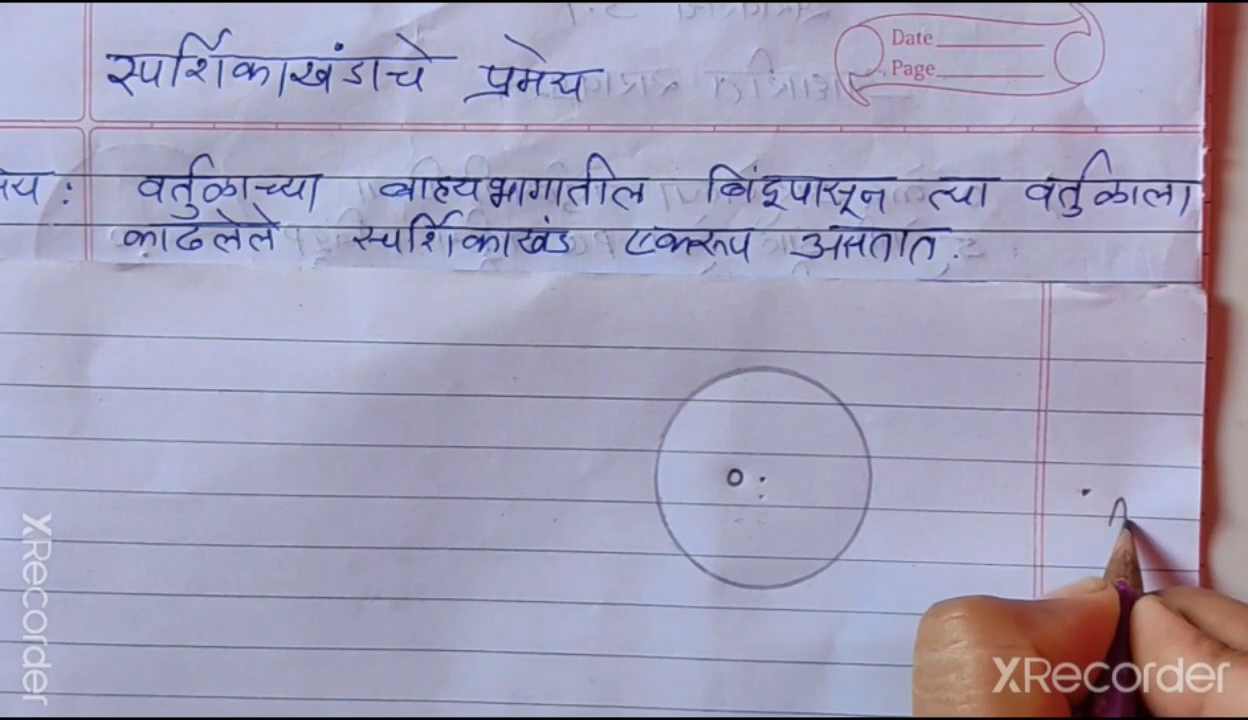 स्पर्शिकाखंडाचे प्रमेय
Date
Page
मेय : वर्तुळाच्या बाह्यभागातील बिंदूपासून त्या वर्तुळाला
काढलेले स्पर्शिकाखंड एकरूप असतात.
O
A
XRecorder
XRecorder